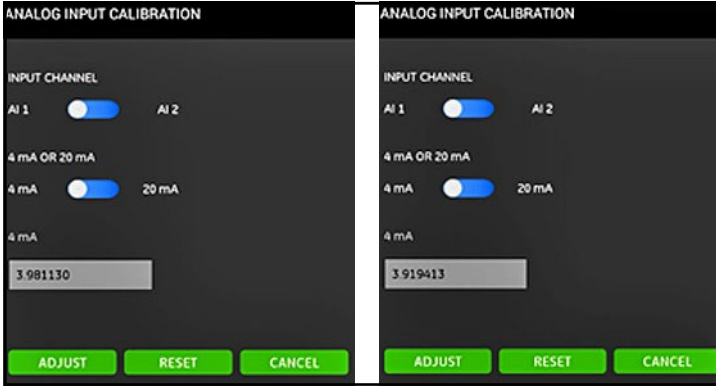 ANALOG INPUT CALIBRATION
INPUT CHANNEL
AI 1 AI 2
4 mA OR 20 mA
4 mA 20 mA
4 mA
3.981130
ADJUST RESET CANCEL
ANALOG INPUT CALIBRATION
INPUT CHANNEL
AI 1 AI 2
4 mA OR 20 mA
4 mA 20 mA
4 mA
3.919413
ADJUST RESET CANCEL